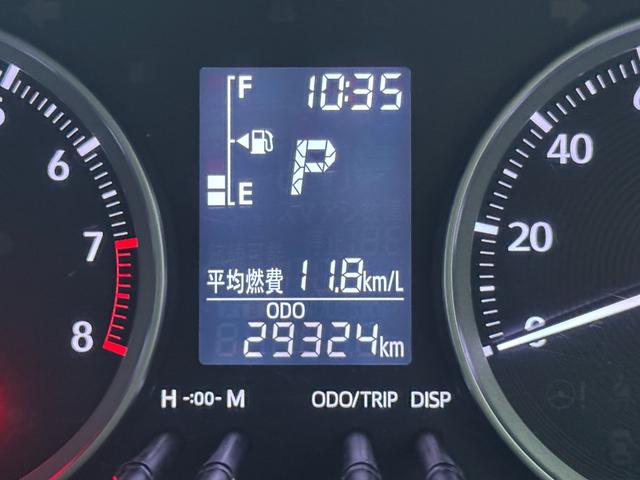 F 10:35
P
E
平均燃費 11.8km/L
ODO
29324km
H -:00- M ODO/TRIP DISP
6
7
8
40
20
0